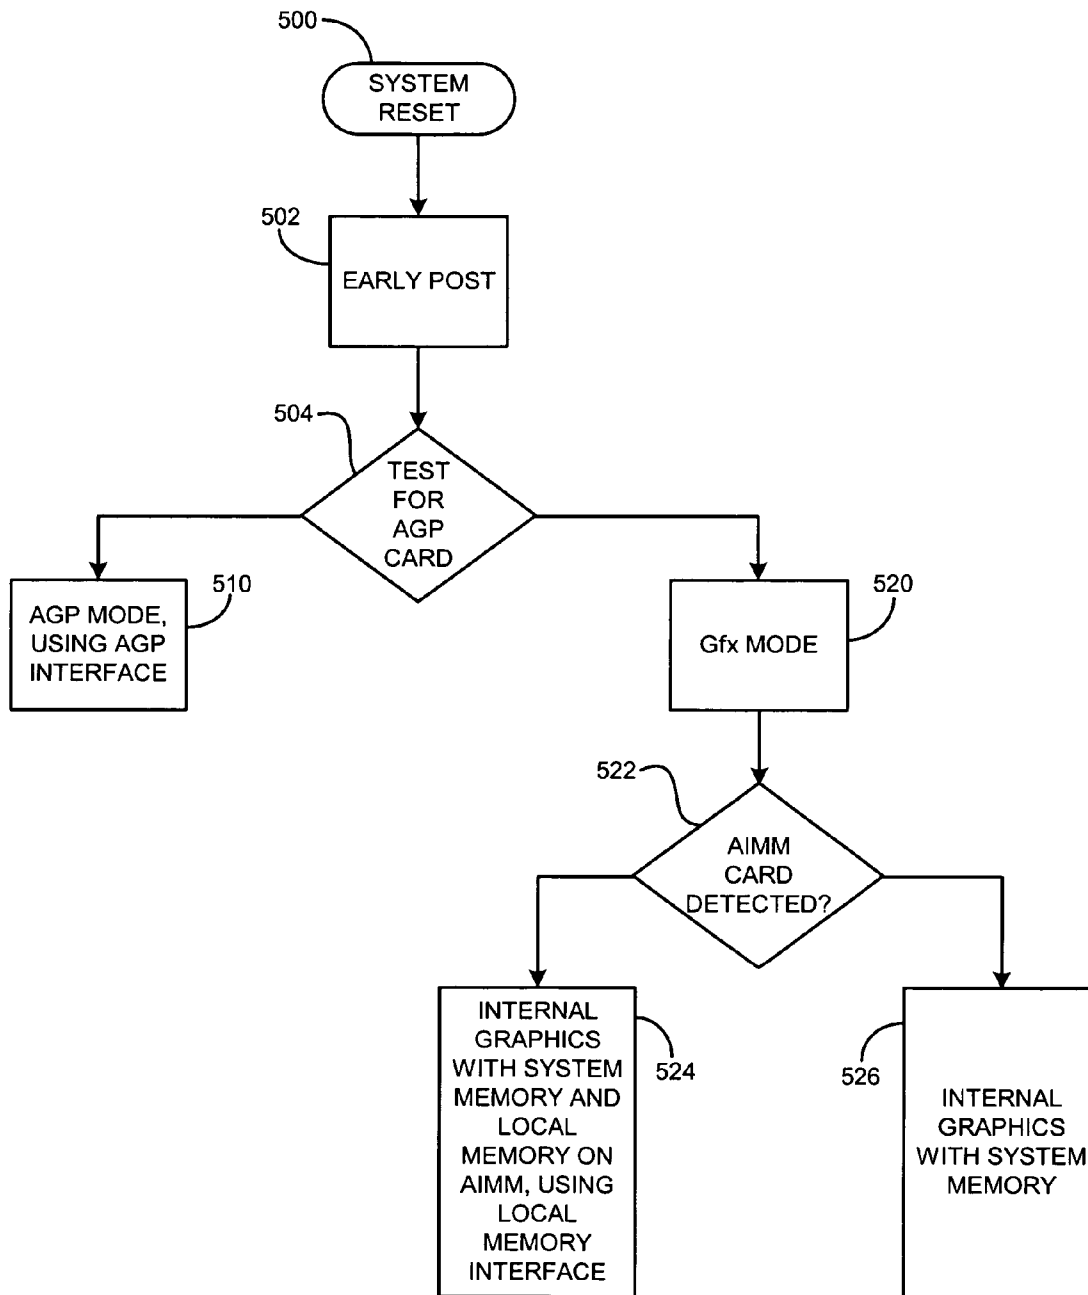 500
SYSTEM
RESET
502
EARLY POST
504
TEST
FOR
AGP
CARD
510
AGP MODE,
USING AGP
INTERFACE
520
Gfx MODE
522
AIMM
CARD
DETECTED?
524
INTERNAL
GRAPHICS
WITH SYSTEM
MEMORY AND
LOCAL
MEMORY ON
AIMM, USING
LOCAL
MEMORY
INTERFACE
526
INTERNAL
GRAPHICS
WITH SYSTEM
MEMORY